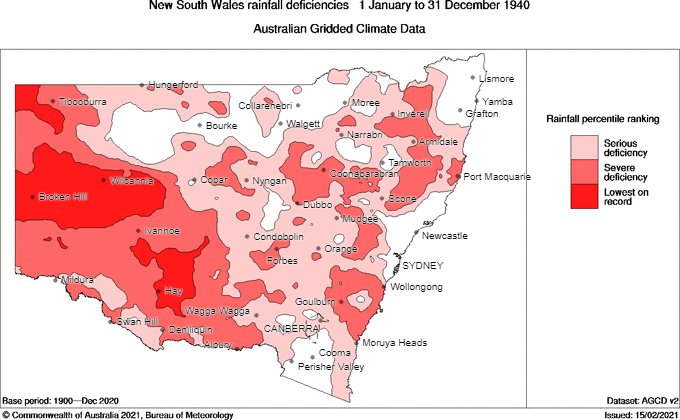 New South Wales rainfall deficiencies 1 January to 31 December 1940
Australian Gridded Climate Data
Hungerford
Lismore
Tibooburra
Collarenebri
Moree
Yamba
Inverell
Grafton
Bourke
Walgett
Narrabri
Armidale
Tamworth
Wilcannia
Cobar
Nyngan
Coonabarabran
Port Macquarie
Broken Hill
Dubbo
Scone
Mudgee
Ivanhoe
Condobolin
Newcastle
Orange
Forbes
SYDNEY
Mildura
Hay
Wollongong
Goulburn
Wagga Wagga
Swan Hill
Deniliquin
CANBERRA
Albury
Moruya Heads
Cooma
Perisher Valley
Rainfall percentile ranking
Serious
deficiency
Severe
deficiency
Lowest on
record
Base period: 1900—Dec 2020
Dataset: AGCD v2
© Commonwealth of Australia 2021, Bureau of Meteorology
Issued: 15/02/2021